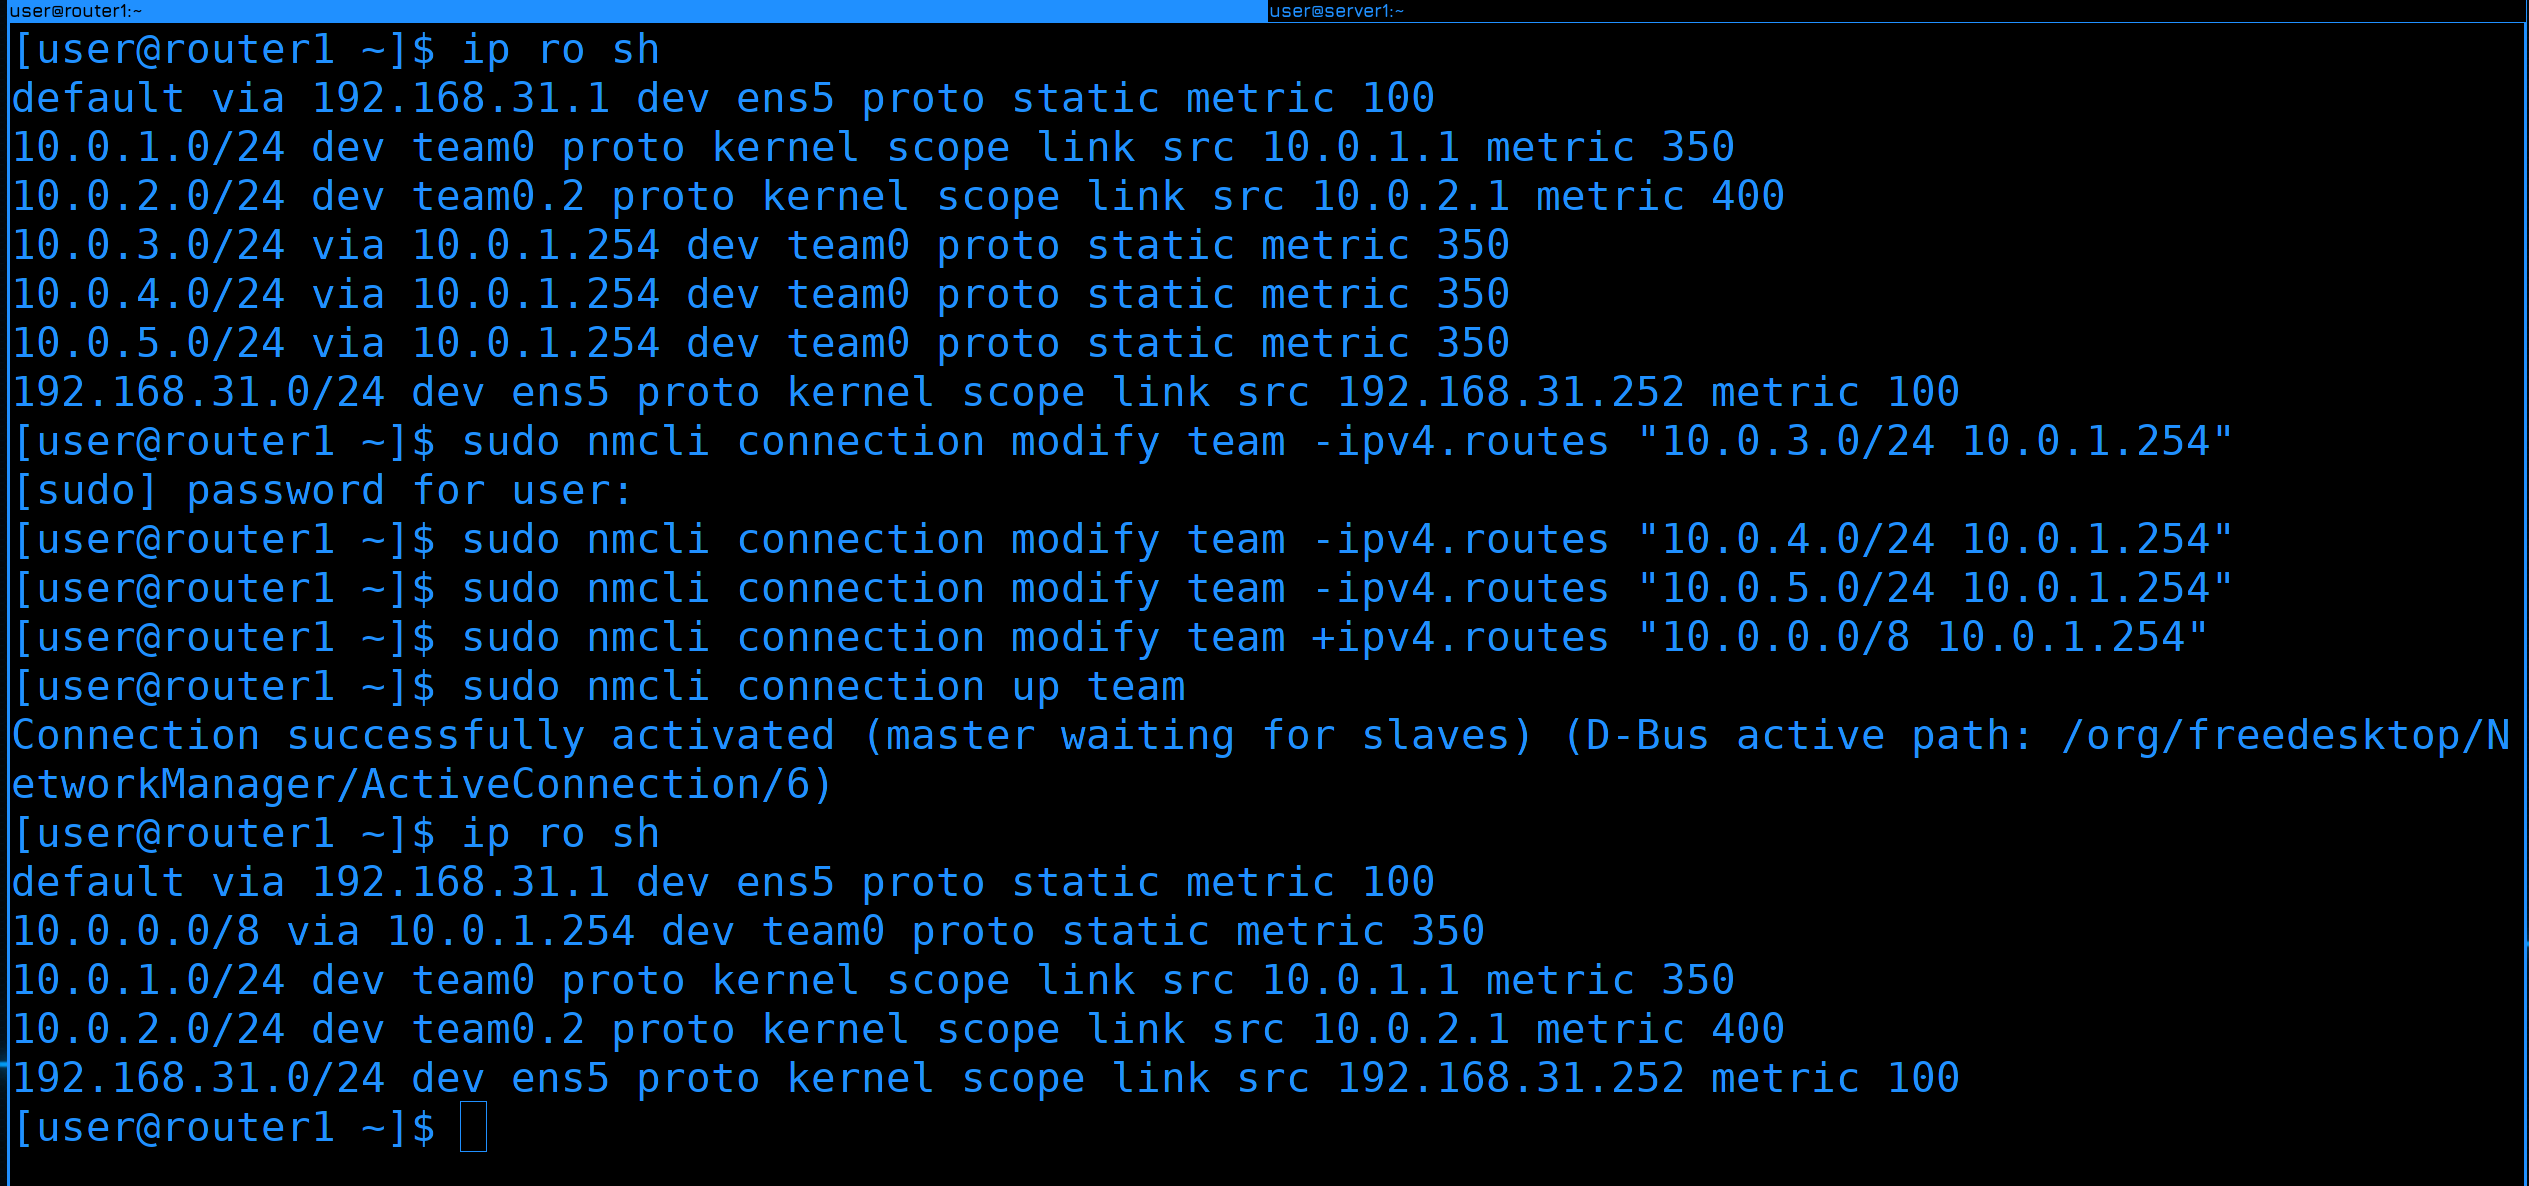 user@router1:~ user@server1:~
[user@router1 ~]$ ip ro sh
default via 192.168.31.1 dev ens5 proto static metric 100
10.0.1.0/24 dev team0 proto kernel scope link src 10.0.1.1 metric 350
10.0.2.0/24 dev team0.2 proto kernel scope link src 10.0.2.1 metric 400
10.0.3.0/24 via 10.0.1.254 dev team0 proto static metric 350
10.0.4.0/24 via 10.0.1.254 dev team0 proto static metric 350
10.0.5.0/24 via 10.0.1.254 dev team0 proto static metric 350
192.168.31.0/24 dev ens5 proto kernel scope link src 192.168.31.252 metric 100
[user@router1 ~]$ sudo nmcli connection modify team -ipv4.routes "10.0.3.0/24 10.0.1.254"
[sudo] password for user:
[user@router1 ~]$ sudo nmcli connection modify team -ipv4.routes "10.0.4.0/24 10.0.1.254"
[user@router1 ~]$ sudo nmcli connection modify team -ipv4.routes "10.0.5.0/24 10.0.1.254"
[user@router1 ~]$ sudo nmcli connection modify team +ipv4.routes "10.0.0.0/8 10.0.1.254"
[user@router1 ~]$ sudo nmcli connection up team
Connection successfully activated (master waiting for slaves) (D-Bus active path: /org/freedesktop/N
etworkManager/ActiveConnection/6)
[user@router1 ~]$ ip ro sh
default via 192.168.31.1 dev ens5 proto static metric 100
10.0.0.0/8 via 10.0.1.254 dev team0 proto static metric 350
10.0.1.0/24 dev team0 proto kernel scope link src 10.0.1.1 metric 350
10.0.2.0/24 dev team0.2 proto kernel scope link src 10.0.2.1 metric 400
192.168.31.0/24 dev ens5 proto kernel scope link src 192.168.31.252 metric 100
[user@router1 ~]$